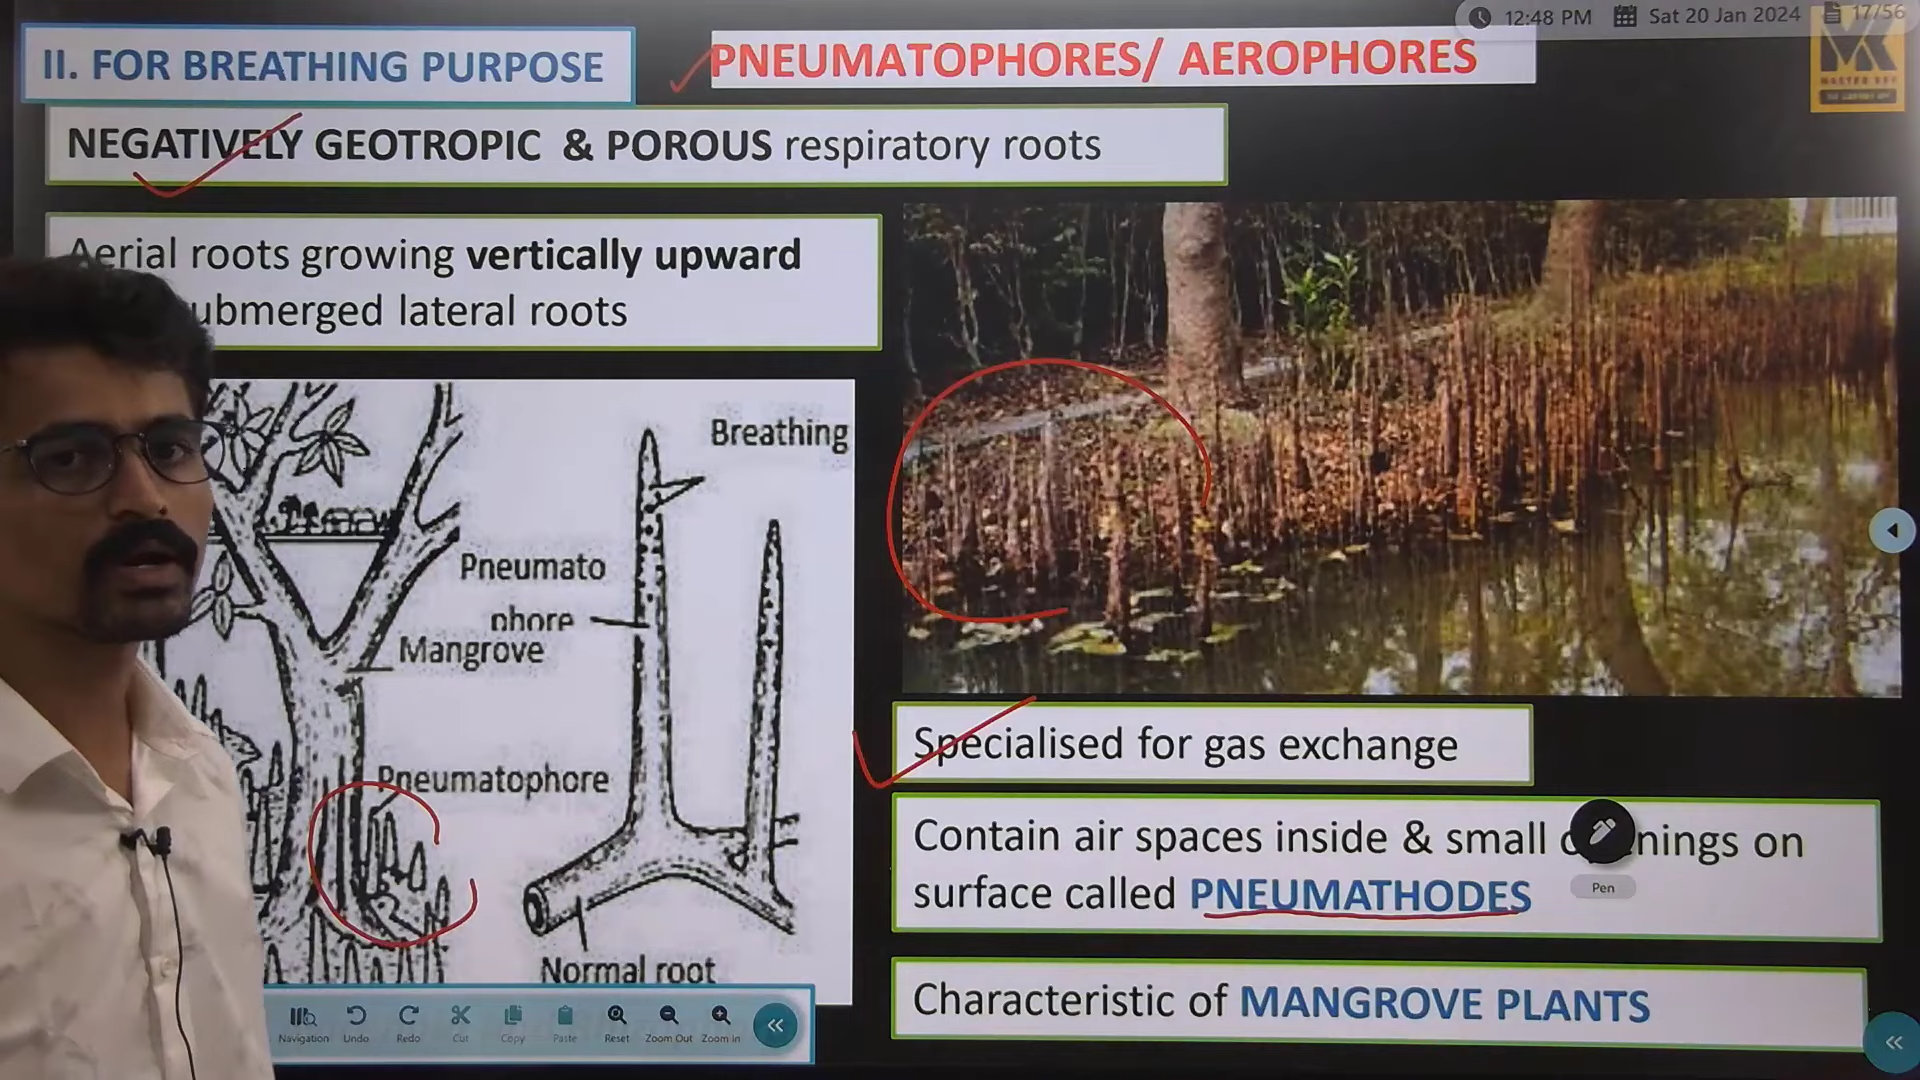 12:48 PM Sat 20 Jan 2024 17/56
II. FOR BREATHING PURPOSE
PNEUMATOPHORES/ AEROPHORES
MASTER KEY
NEGATIVELY GEOTROPIC & POROUS respiratory roots
Aerial roots growing vertically upward
submerged lateral roots
Breathing
Pneumato
phore
Mangrove
Pneumatophore
Normal root
Specialised for gas exchange
Contain air spaces inside & small
surface called PNEUMATHODES
Pen
Characteristic of MANGROVE PLANTS
Navigation Undo Redo Cut Copy Paste Reset Zoom Out Zoom In